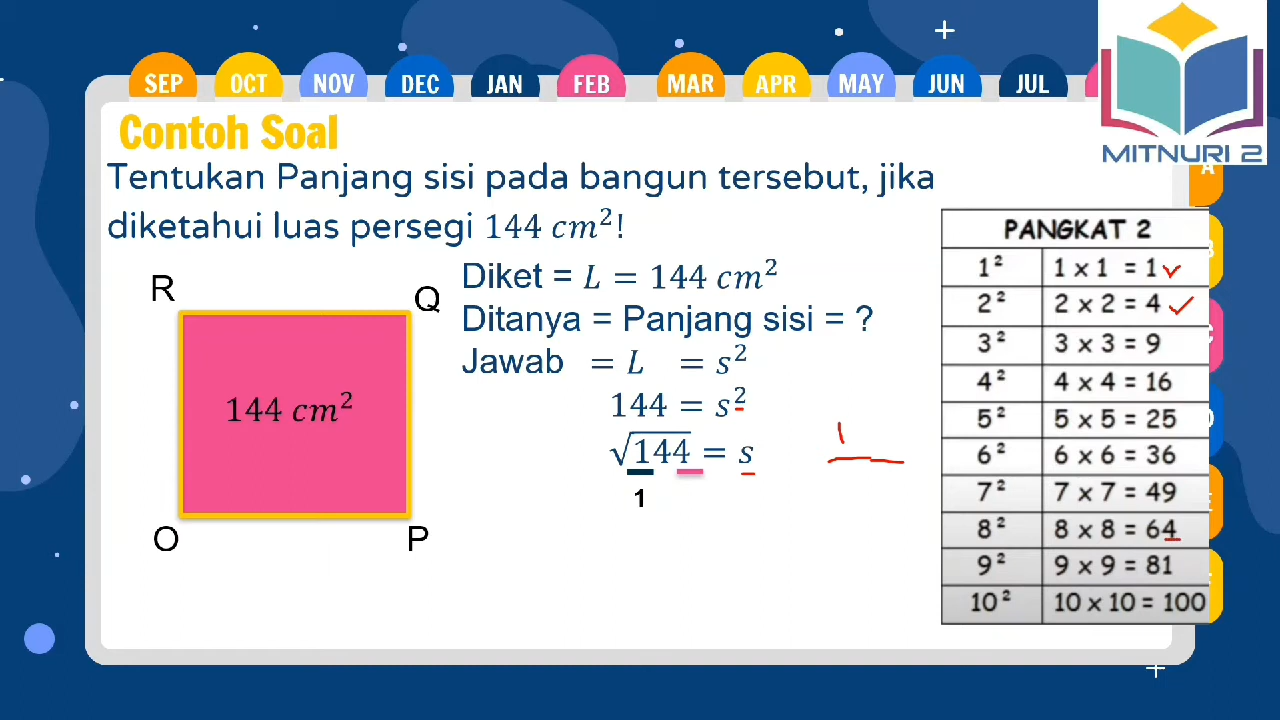 SEP OCT NOV DEC JAN FEB MAR APR MAY JUN JUL
MITNURI 2
Contoh Soal
Tentukan Panjang sisi pada bangun tersebut, jika
diketahui luas persegi 144 cm²!
R
Q
144 cm²
O
P
Diket = L = 144 cm²
Ditanya = Panjang sisi = ?
Jawab = L = s²
144 = s²
√144 = s
1
PANGKAT 2
1² 1 x 1 = 1
2² 2 x 2 = 4
3² 3 x 3 = 9
4² 4 x 4 = 16
5² 5 x 5 = 25
6² 6 x 6 = 36
7² 7 x 7 = 49
8² 8 x 8 = 64
9² 9 x 9 = 81
10² 10 x 10 = 100
A